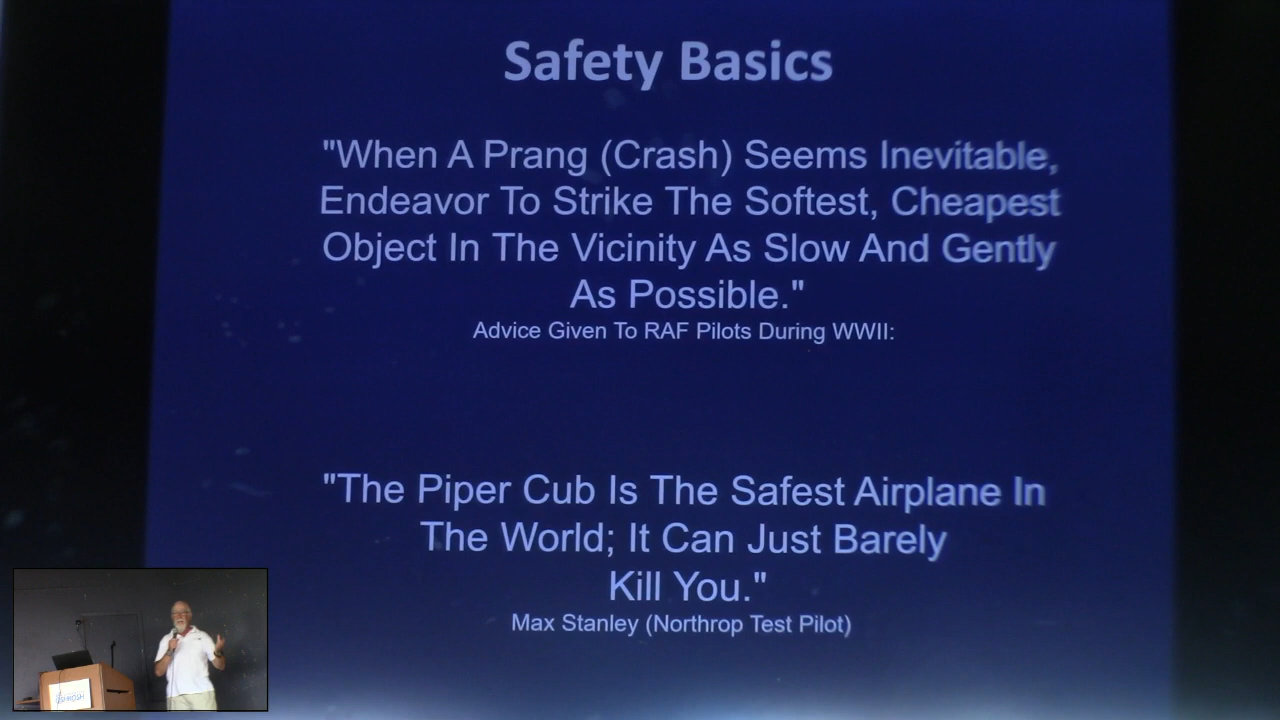 Safety Basics
"When A Prang (Crash) Seems Inevitable,
Endeavor To Strike The Softest, Cheapest
Object In The Vicinity As Slow And Gently
As Possible."
Advice Given To RAF Pilots During WWII:
"The Piper Cub Is The Safest Airplane In
The World; It Can Just Barely
Kill You."
Max Stanley (Northrop Test Pilot)